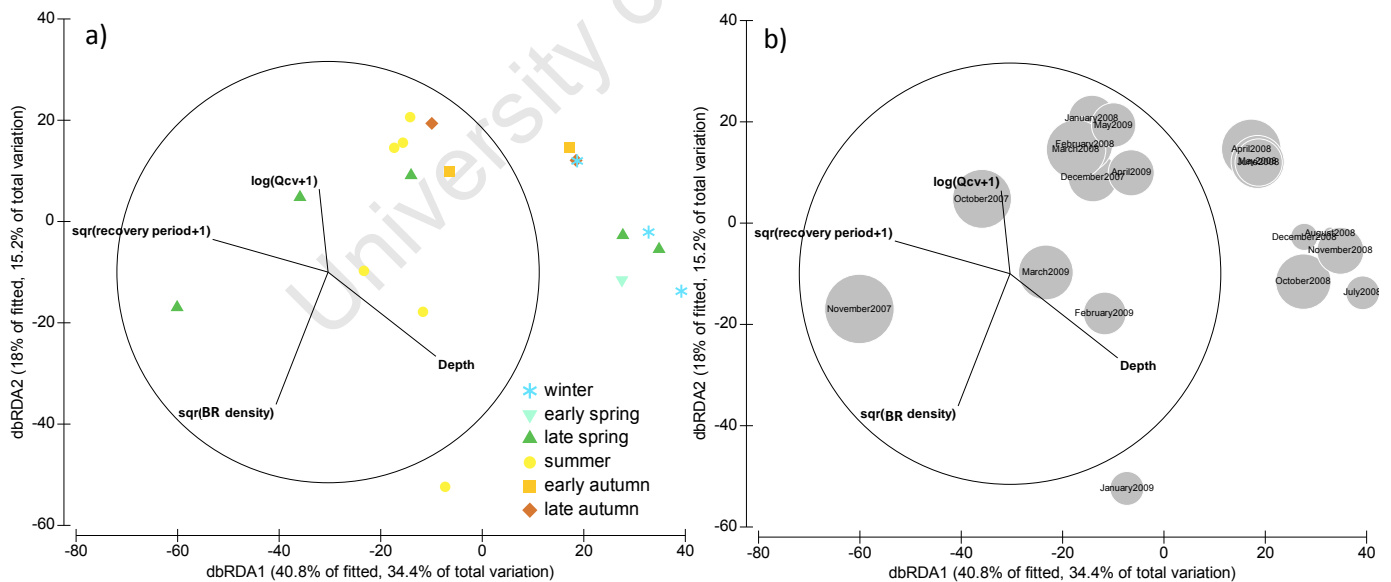 University o
a)
dbRDA2 (18% of fitted, 15.2% of total variation)
40
20
0
-20
-40
-60
log(Qcv+1)
sqr(recovery period+1)
Depth
sqr(BR density)
winter
early spring
late spring
summer
early autumn
late autumn
-80
-60
-40
-20
0
20
40
dbRDA1 (40.8% of fitted, 34.4% of total variation)
b)
dbRDA2 (18% of fitted, 15.2% of total variation)
40
20
0
-20
-40
-60
January2008
May2009
February2008
March2008
December2007
April2009
April2008
May2008
June2008
log(Qcv+1)
October2007
sqr(recovery period+1)
August2008
December2008
November2008
March2009
October2008
July2008
November2007
February2009
Depth
sqr(BR density)
January2009
-80
-60
-40
-20
0
20
40
dbRDA1 (40.8% of fitted, 34.4% of total variation)